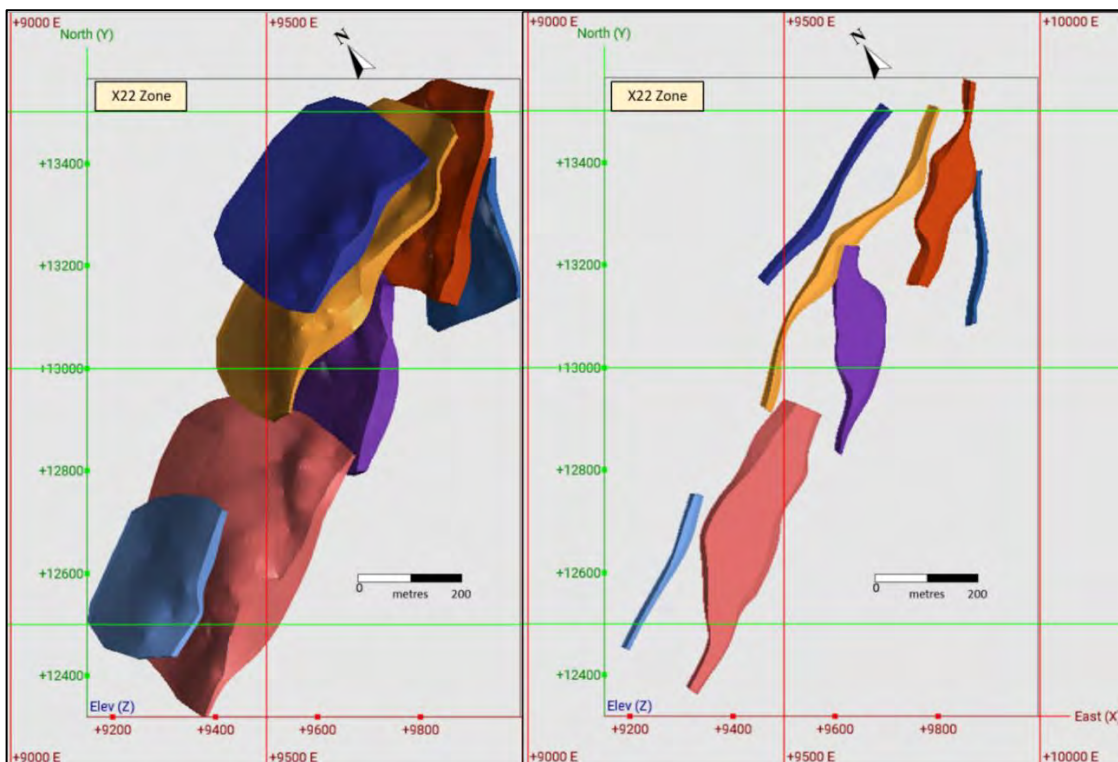 +9000 E
+9500 E
North (Y)
N
X22 Zone
+13400
+13200
+13000
+12800
+12600
+12400
0
metres
200
Elev (Z)
+9200
+9400
+9600
+9800
+9000 E
+9000 E
+9500 E
+10000 E
North (Y)
N
X22 Zone
+13400
+13200
+13000
+12800
+12600
+12400
0
metres
200
Elev (Z)
+9200
+9400
+9600
+9800
East (X)
+9000 E
+9500 E
+10000 E